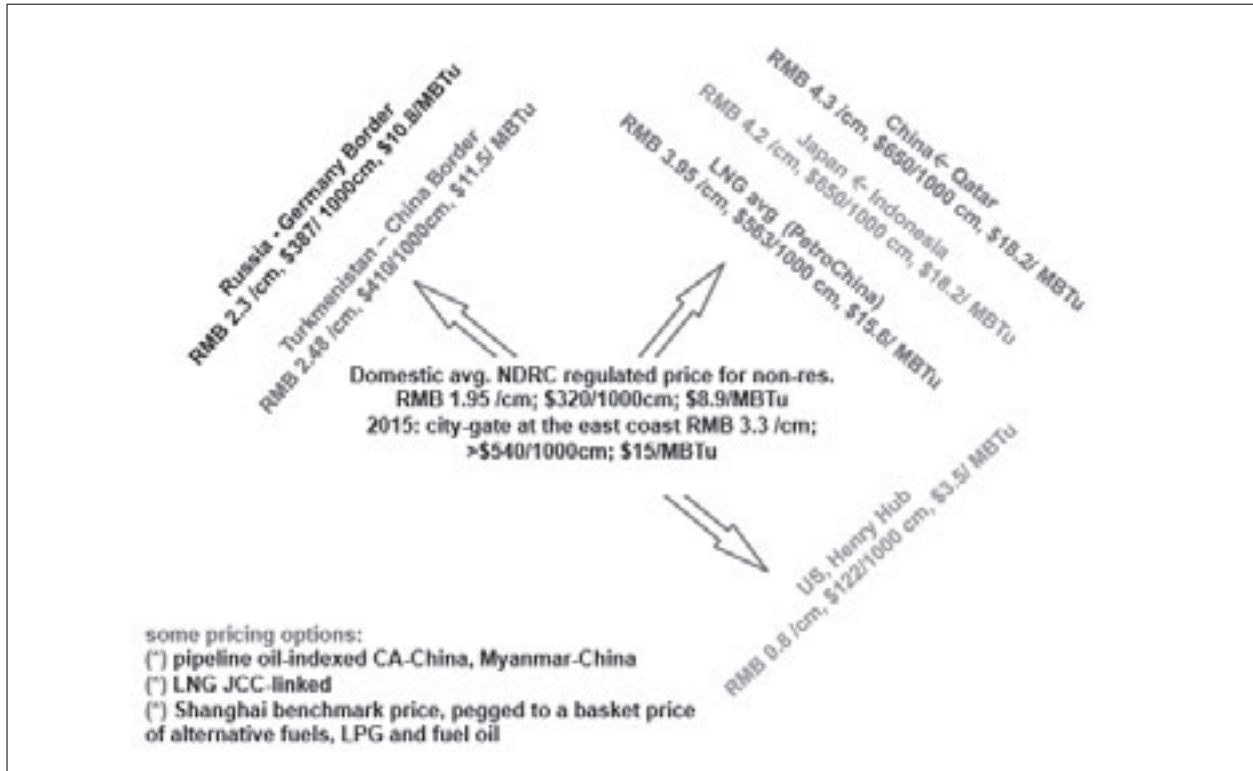 Russia - Germany Border
RMB 2.3 /cm, $387/ 1000cm, $10.8/MBTu
Turkmenistan – China Border
RMB 2.48 /cm, $410/1000cm, $11.5/ MBTu
China ← Qatar
RMB 4.3 /cm, $650/1000 cm, $18.2/ MBTu
Japan ← Indonesia
RMB 4.2 /cm, $650/1000 cm, $18.2/ MBTu
LNG avg (PetroChina)
RMB 3.95 /cm, $563/1000 cm, $15.6/ MBTu
Domestic avg. NDRC regulated price for non-res.
RMB 1.95 /cm; $320/1000cm; $8.9/MBTu
2015: city-gate at the east coast RMB 3.3 /cm;
>$540/1000cm; $15/MBTu
US, Henry Hub
RMB 0.8 /cm, $122/1000 cm, $3.5/ MBTu
some pricing options:
(*) pipeline oil-indexed CA-China, Myanmar-China
(*) LNG JCC-linked
(*) Shanghai benchmark price, pegged to a basket price
of alternative fuels, LPG and fuel oil